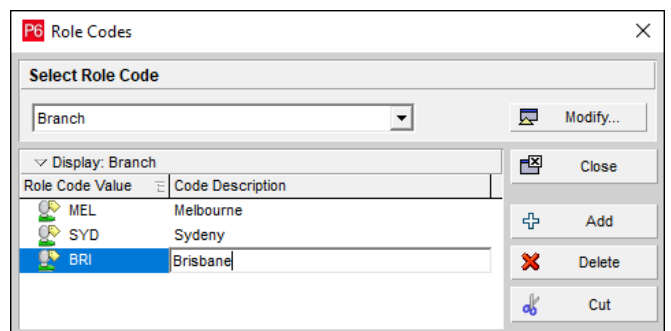 P6 Role Codes
Select Role Code
Branch
Modify...
Display: Branch
Close
Role Code Value Code Description
MEL Melbourne
Add
SYD Sydeny
BRI Brisbane
Delete
Cut